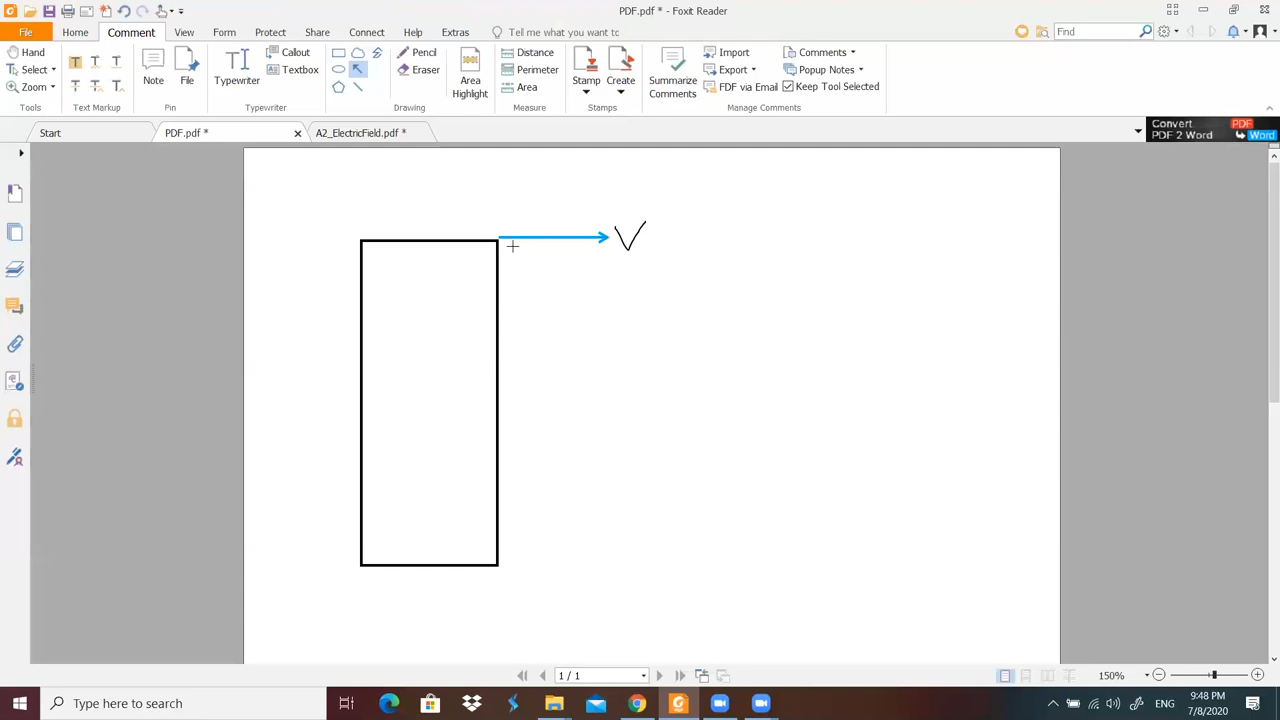 PDF.pdf * - Foxit Reader
File Home Comment View Form Protect Share Connect Help Extras Tell me what you want to Find
Hand Select Zoom Tools
Text Markup
Note File Pin
Typewriter Callout Textbox Typewriter
Pencil Eraser Drawing
Area Highlight
Distance Perimeter Area Measure
Stamp Create Stamps
Summarize Comments Import Export FDF via Email Comments Popup Notes Keep Tool Selected Manage Comments
Start PDF.pdf * A2_ElectricField.pdf *
Convert PDF
PDF 2 Word Word
V
1 / 1 150%
Type here to search ENG 9:48 PM
7/8/2020